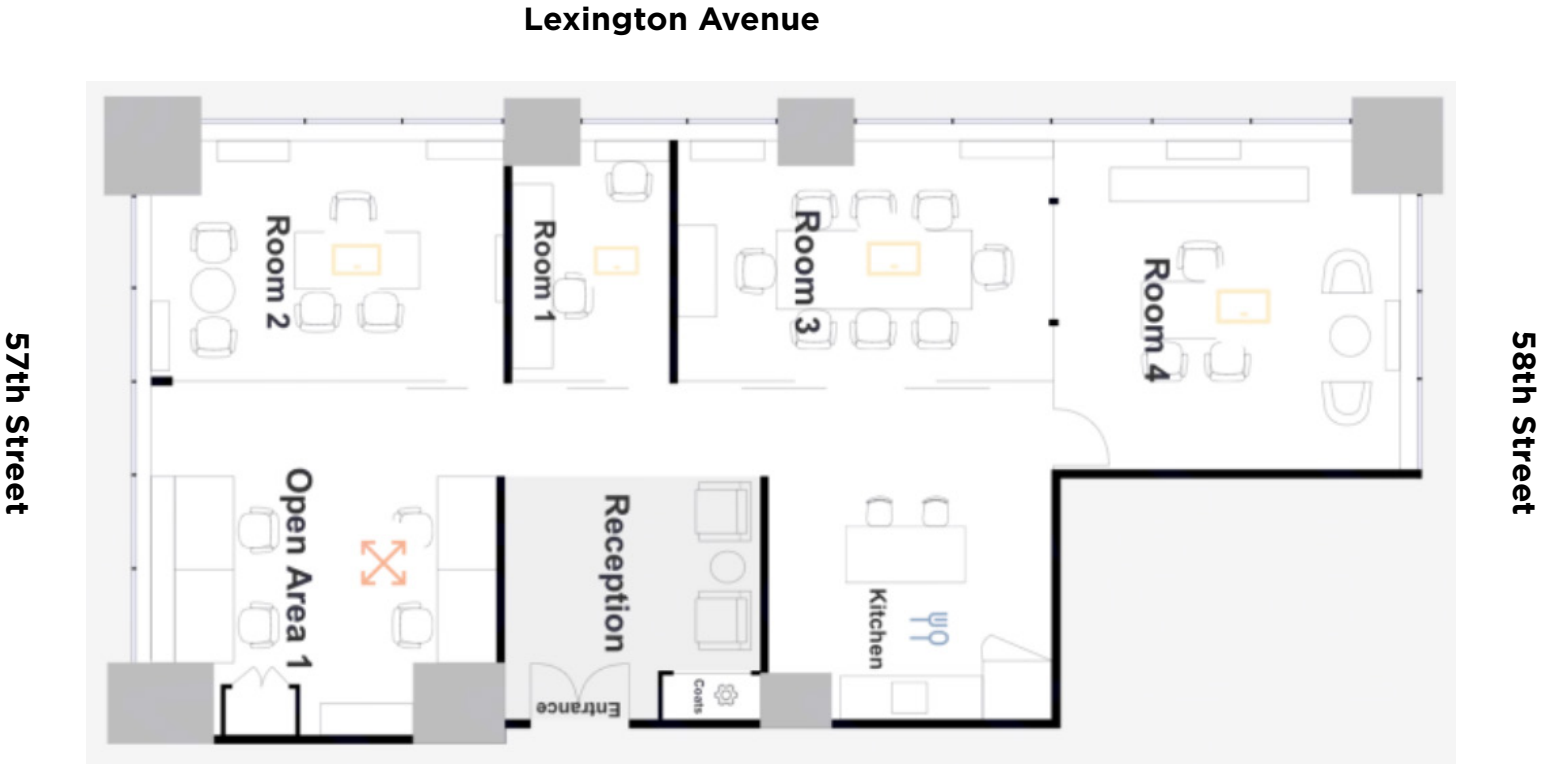 Lexington Avenue
57th Street
58th Street
Room 2
Room 1
Room 3
Room 4
Open Area 1
Reception
Kitchen
Coats
Entrance